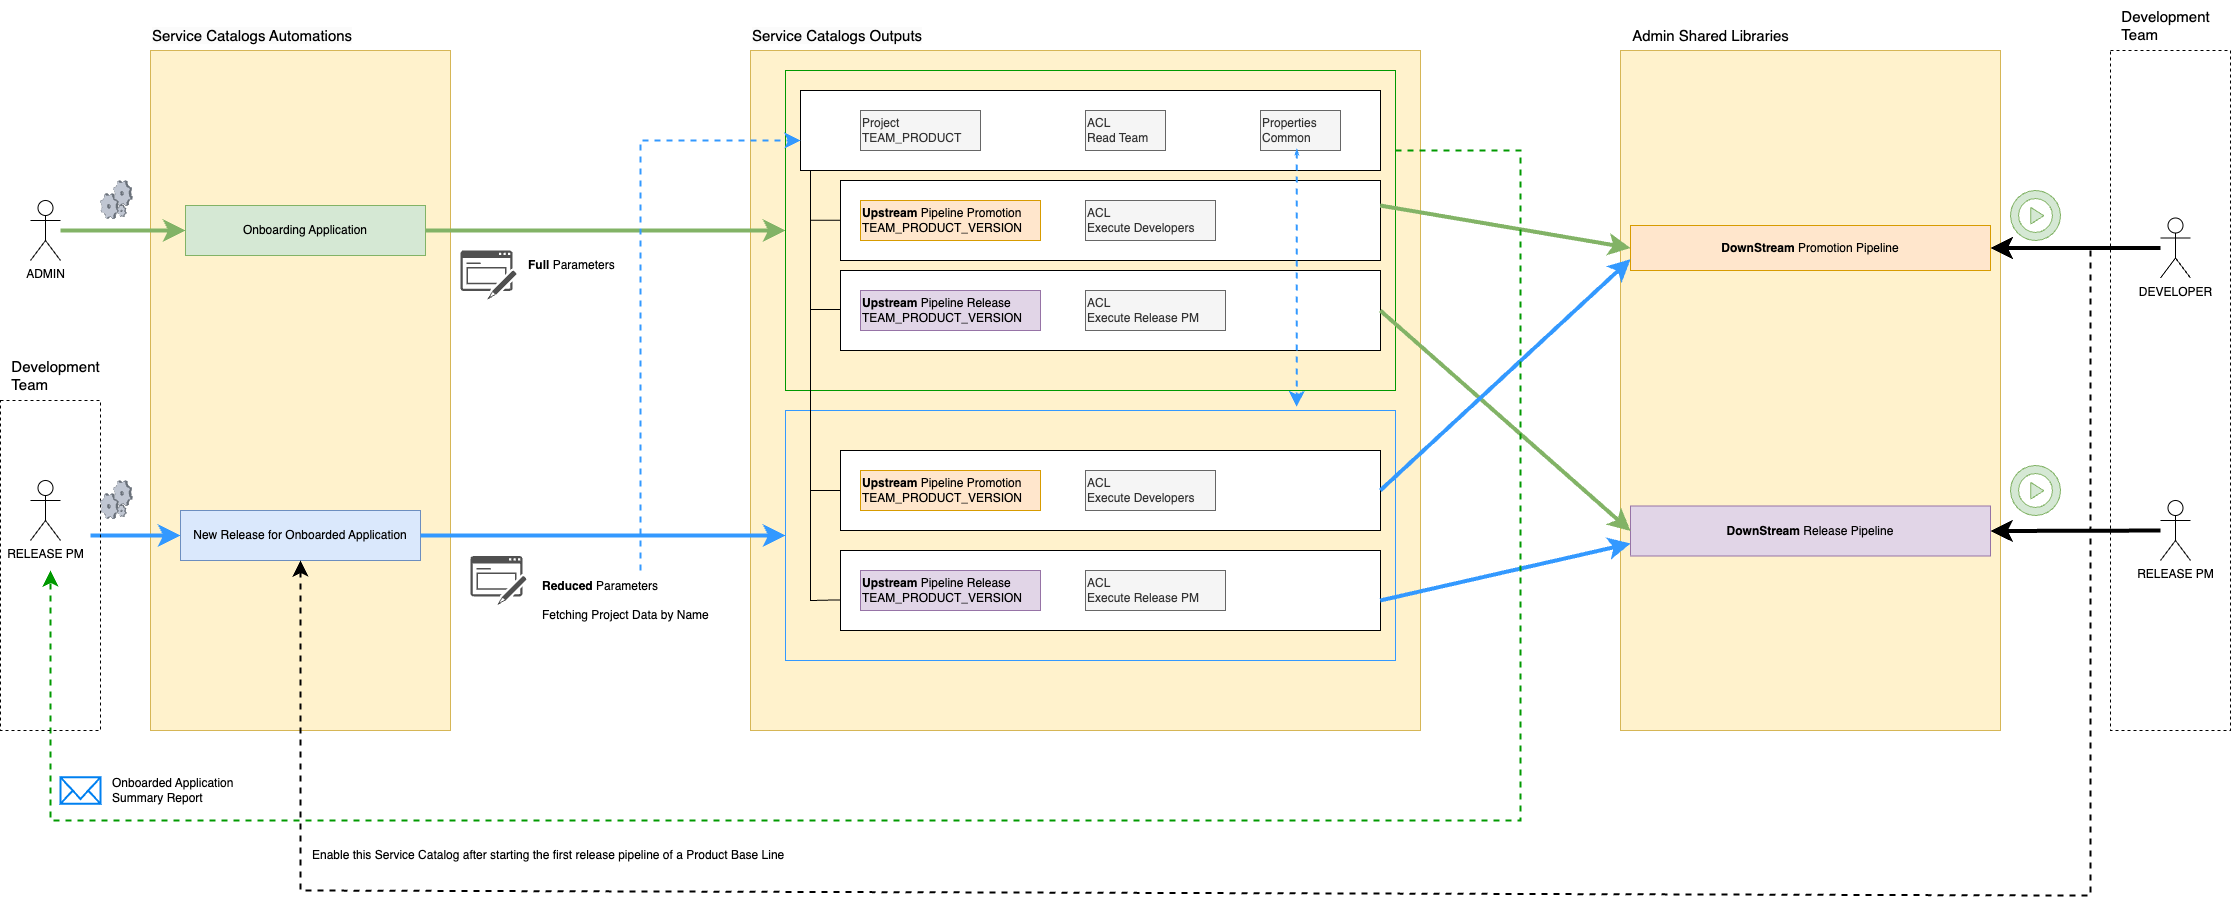 Service Catalogs Automations
Service Catalogs Outputs
Admin Shared Libraries
Development
Team
Project
TEAM_PRODUCT
ACL
Read Team
Properties
Common
Upstream Pipeline Promotion
TEAM_PRODUCT_VERSION
ACL
Execute Developers
ADMIN
Onboarding Application
Full Parameters
DownStream Promotion Pipeline
DEVELOPER
Upstream Pipeline Release
TEAM_PRODUCT_VERSION
ACL
Execute Release PM
Development
Team
RELEASE PM
New Release for Onboarded Application
Reduced Parameters
Fetching Project Data by Name
Upstream Pipeline Promotion
TEAM_PRODUCT_VERSION
ACL
Execute Developers
DownStream Release Pipeline
RELEASE PM
Upstream Pipeline Release
TEAM_PRODUCT_VERSION
ACL
Execute Release PM
Onboarded Application
Summary Report
Enable this Service Catalog after starting the first release pipeline of a Product Base Line